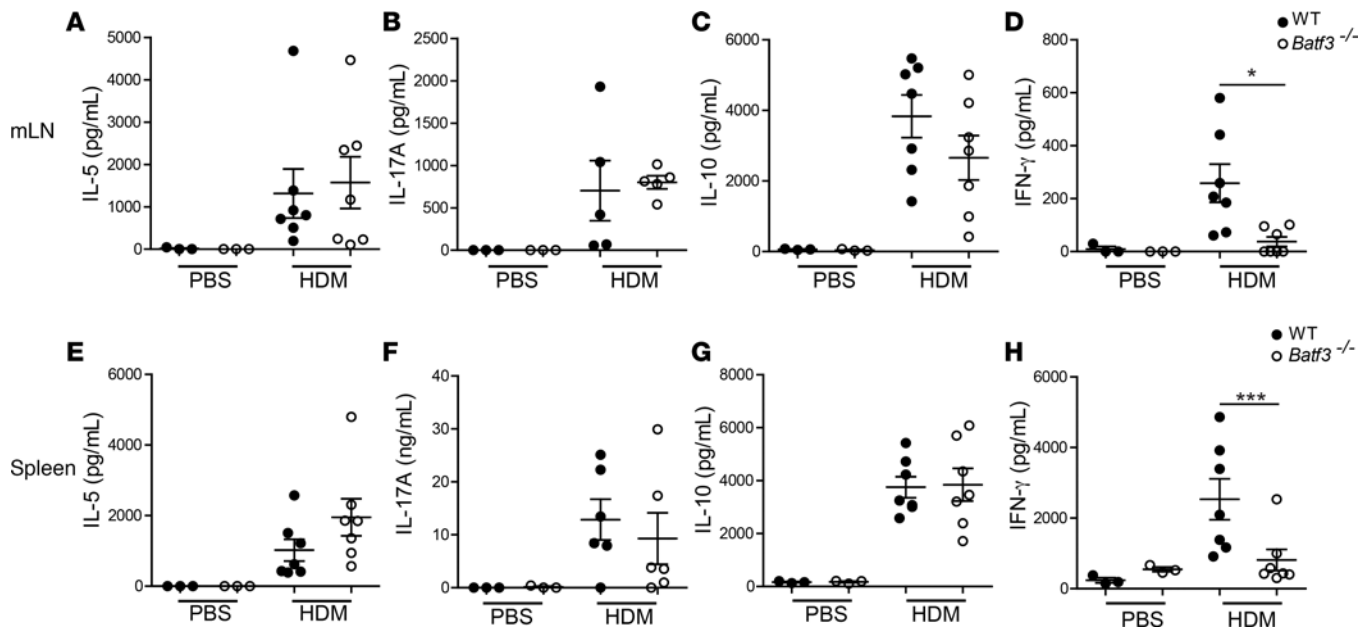 A
B
C
D
WT
Batf3 -/-
mLN
IL-5 (pg/mL)
5000
4000
3000
2000
1000
0
PBS
HDM
IL-17A (pg/mL)
2500
2000
1500
1000
500
0
PBS
HDM
IL-10 (pg/mL)
6000
4000
2000
0
PBS
HDM
IFN-γ (pg/mL)
800
600
400
200
0
*
PBS
HDM
E
F
G
H
WT
Batf3 -/-
Spleen
IL-5 (pg/mL)
6000
4000
2000
0
PBS
HDM
IL-17A (ng/mL)
40
30
20
10
0
PBS
HDM
IL-10 (pg/mL)
8000
6000
4000
2000
0
PBS
HDM
IFN-γ (pg/mL)
6000
4000
2000
0
***
PBS
HDM